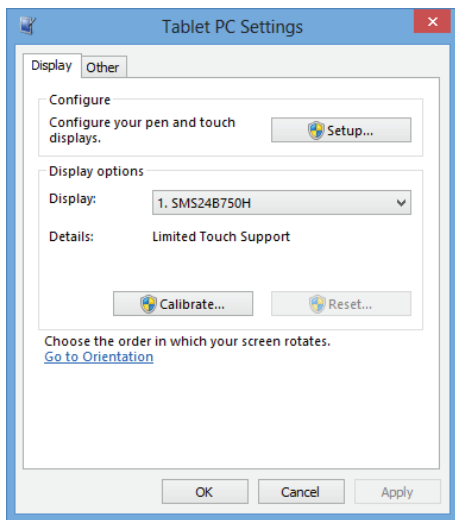 Tablet PC Settings
Display
Other
Configure
Configure your pen and touch
displays.
Setup...
Display options
Display:
1. SMS24B750H
Details:
Limited Touch Support
Calibrate...
Reset...
Choose the order in which your screen rotates.
Go to Orientation
OK
Cancel
Apply